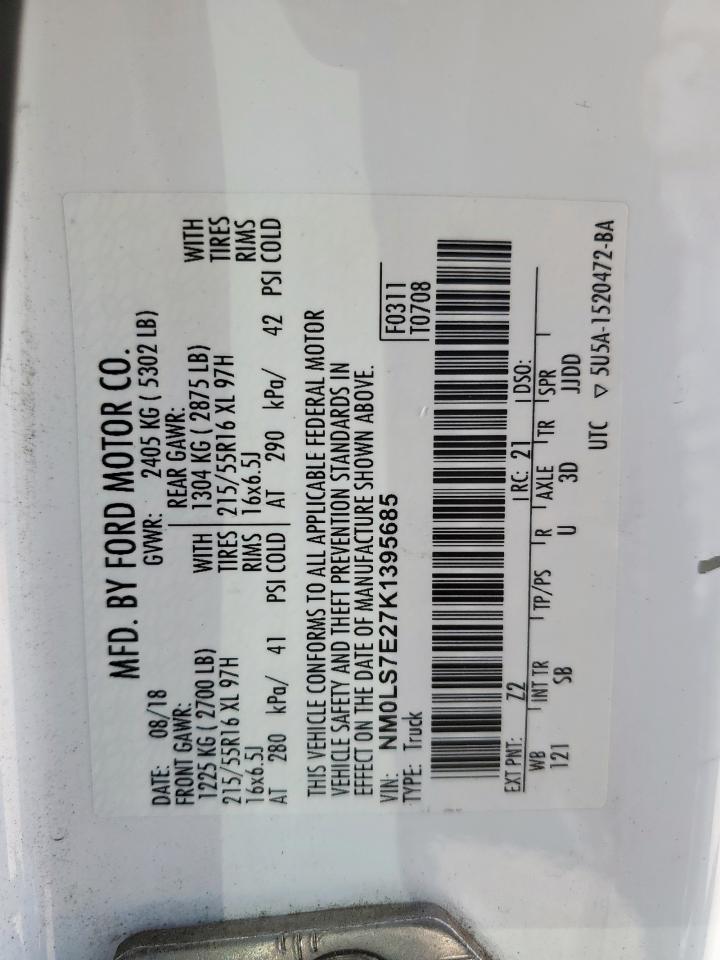 MFD. BY FORD MOTOR CO.
DATE: 08/18 GVWR: 2405 KG ( 5302 LB)
FRONT GAWR: REAR GAWR:
1225 KG ( 2700 LB) WITH 1304 KG ( 2875 LB) WITH
215/55R16 XL 97H TIRES 215/55R16 XL 97H TIRES
16x6.5J RIMS 16x6.5J RIMS
AT 280 kPa/ 41 PSI COLD AT 290 kPa/ 42 PSI COLD
THIS VEHICLE CONFORMS TO ALL APPLICABLE FEDERAL MOTOR
VEHICLE SAFETY AND THEFT PREVENTION STANDARDS IN
EFFECT ON THE DATE OF MANUFACTURE SHOWN ABOVE.
VIN: NM0LS7E27K1395685 F0311
TYPE: Truck T0708
EXT PNT: Z2 RC: 21 DSO:
WB INT TR TP/PS R AXLE TR SPR
121 SB U 3D JJDD
UTC ▽ 5U5A-1520472-BA